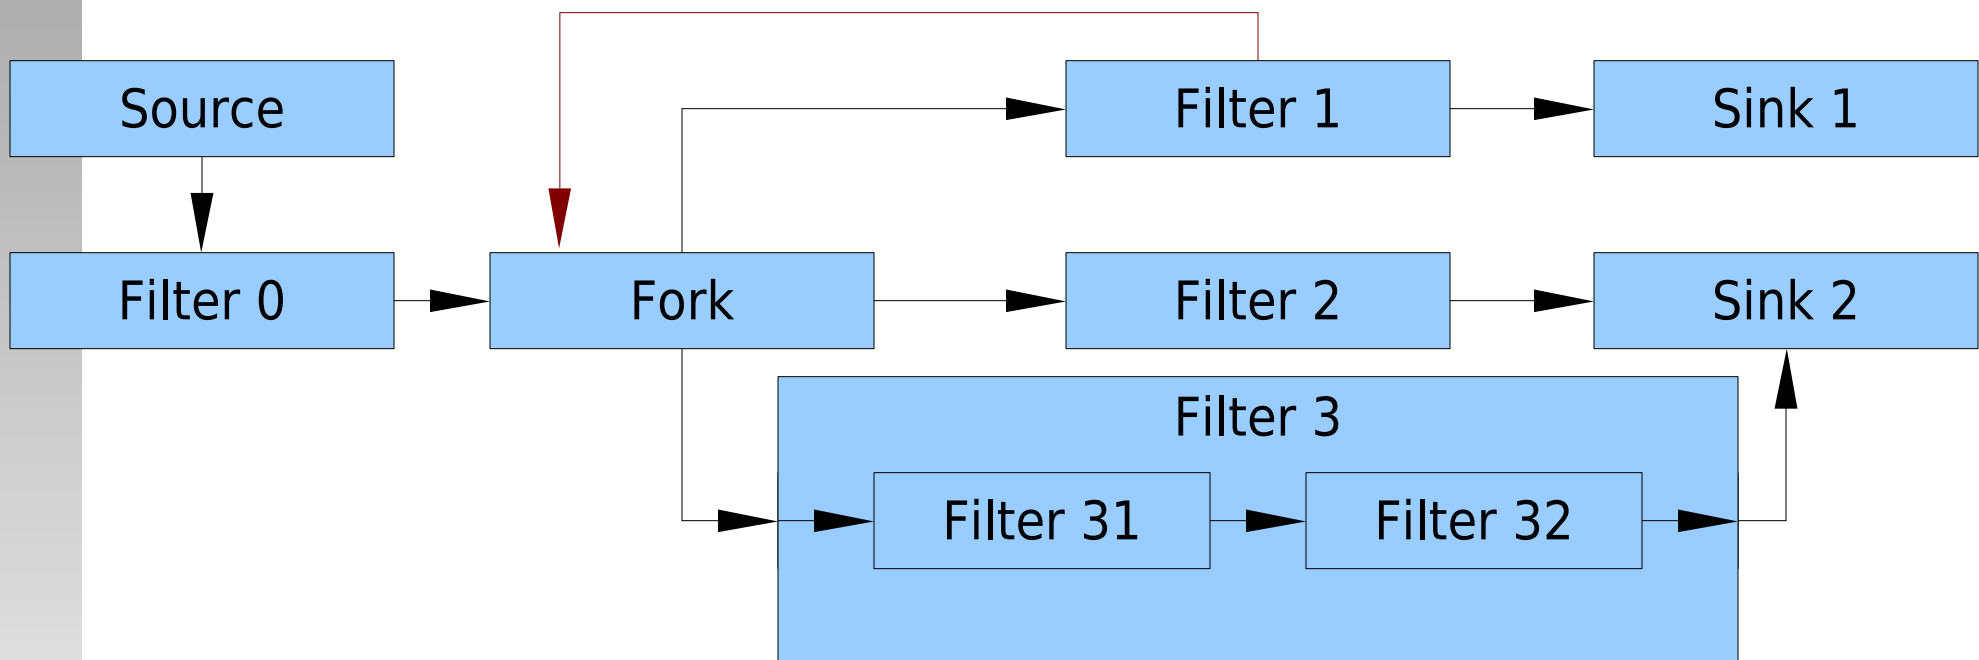 Source
Filter 1
Sink 1
Filter 0
Fork
Filter 2
Sink 2
Filter 3
Filter 31
Filter 32